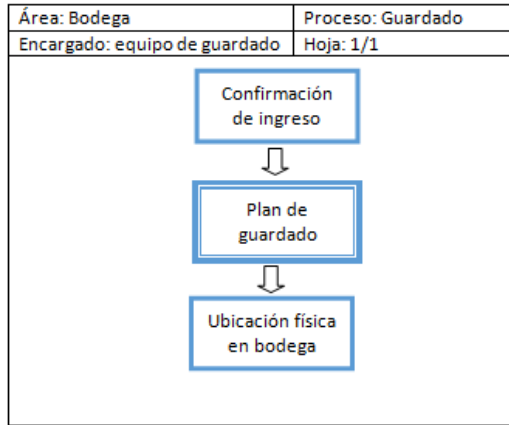 Área: Bodega
Proceso: Guardado
Encargado: equipo de guardado
Hoja: 1/1
Confirmación
de ingreso
Plan de
guardado
Ubicación física
en bodega